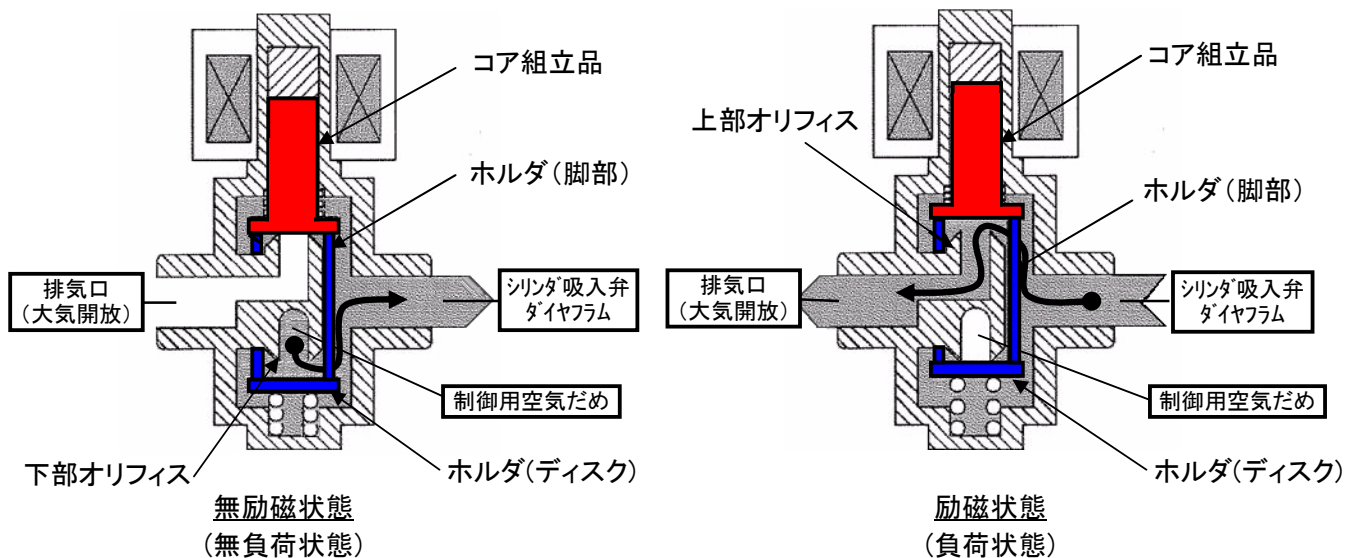 コア組立品
ホルダ（脚部）
排気口
（大気開放）
シリンダ吸入弁
ダイヤフラム
制御用空気だめ
下部オリフィス
ホルダ(ディスク)
無励磁状態
（無負荷状態）
コア組立品
上部オリフィス
ホルダ（脚部）
排気口
（大気開放）
シリンダ吸入弁
ダイヤフラム
制御用空気だめ
ホルダ(ディスク)
励磁状態
（負荷状態）